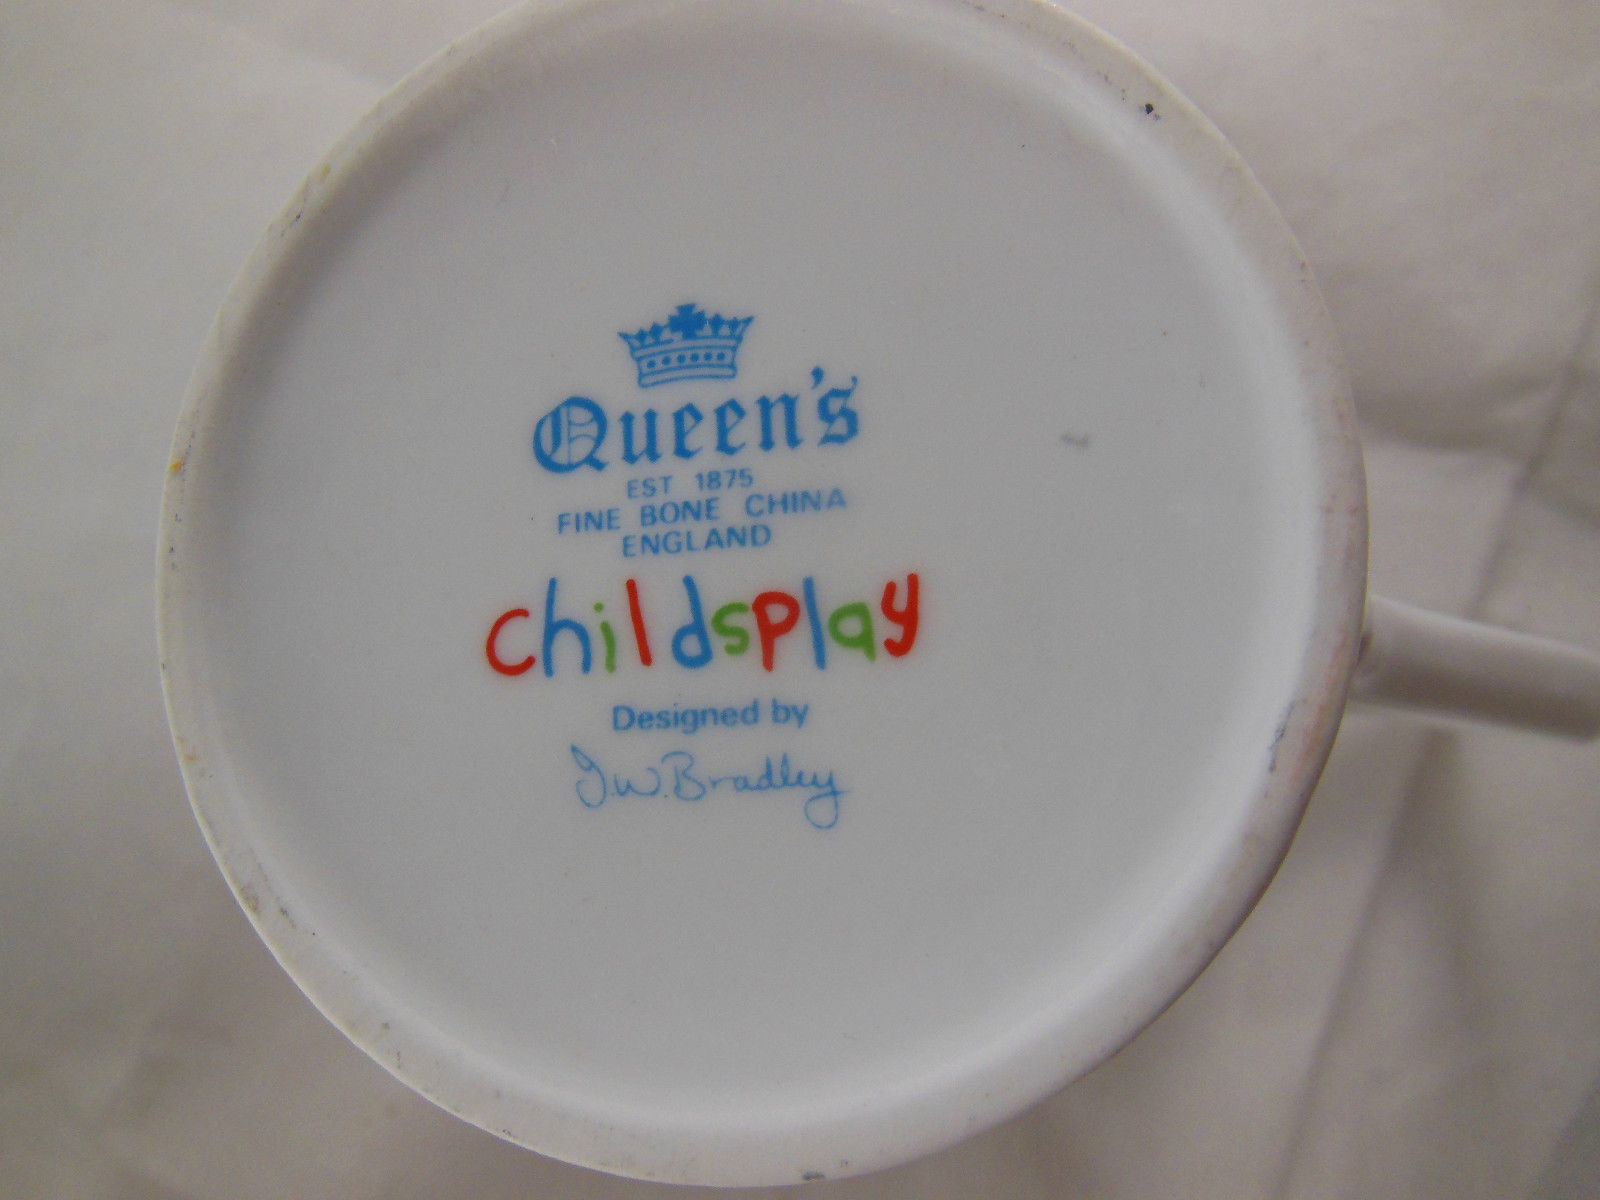 Queen's
EST 1875
FINE BONE CHINA
ENGLAND
childsplay
Designed by
J.W. Bradley